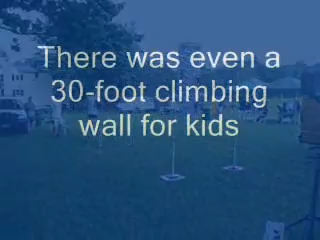 There was even a
30-foot climbing
wall for kids